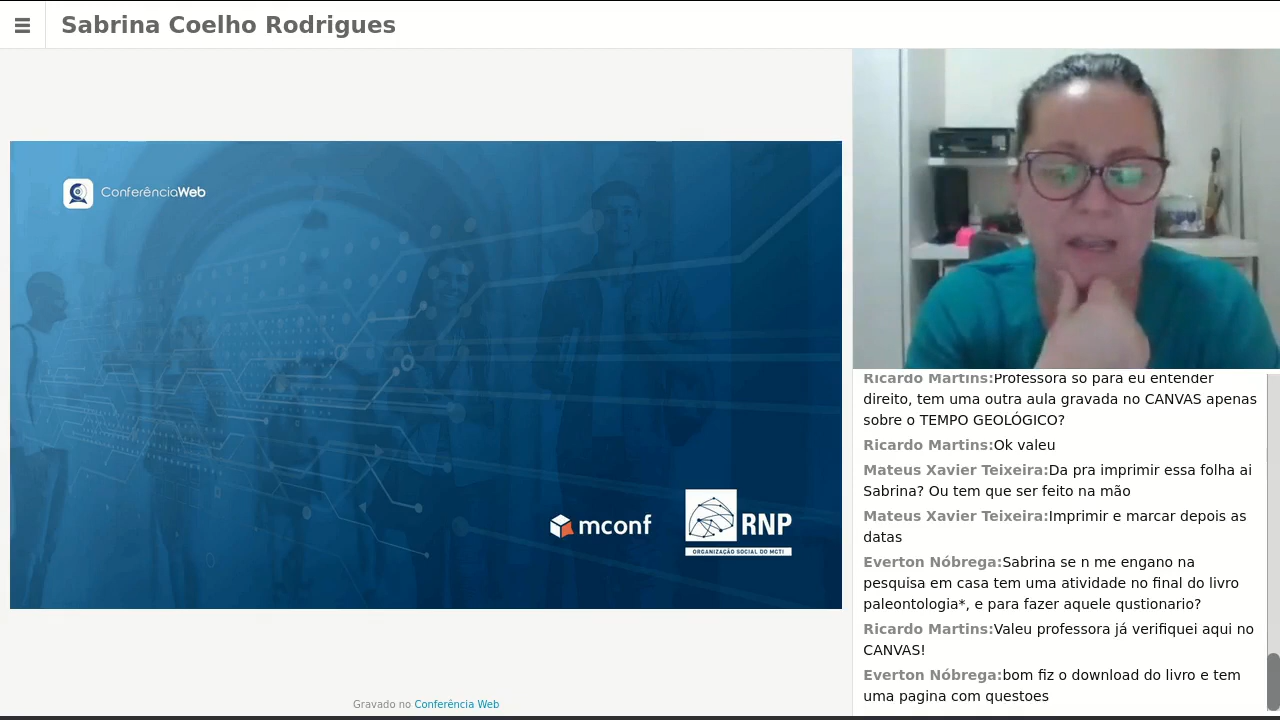 Sabrina Coelho Rodrigues
ConferênciaWeb
mconf
RNP
ORGANIZAÇÃO SOCIAL DO MCTI
Gravado no Conferência Web
Ricardo Martins:Professora so para eu entender
direito, tem uma outra aula gravada no CANVAS apenas
sobre o TEMPO GEOLÓGICO?
Ricardo Martins:Ok valeu
Mateus Xavier Teixeira:Da pra imprimir essa folha ai
Sabrina? Ou tem que ser feito na mão
Mateus Xavier Teixeira:Imprimir e marcar depois as
datas
Everton Nóbrega:Sabrina se n me engano na
pesquisa em casa tem uma atividade no final do livro
paleontologia*, e para fazer aquele qustionario?
Ricardo Martins:Valeu professora já verifiquei aqui no
CANVAS!
Everton Nóbrega:bom fiz o download do livro e tem
uma pagina com questoes